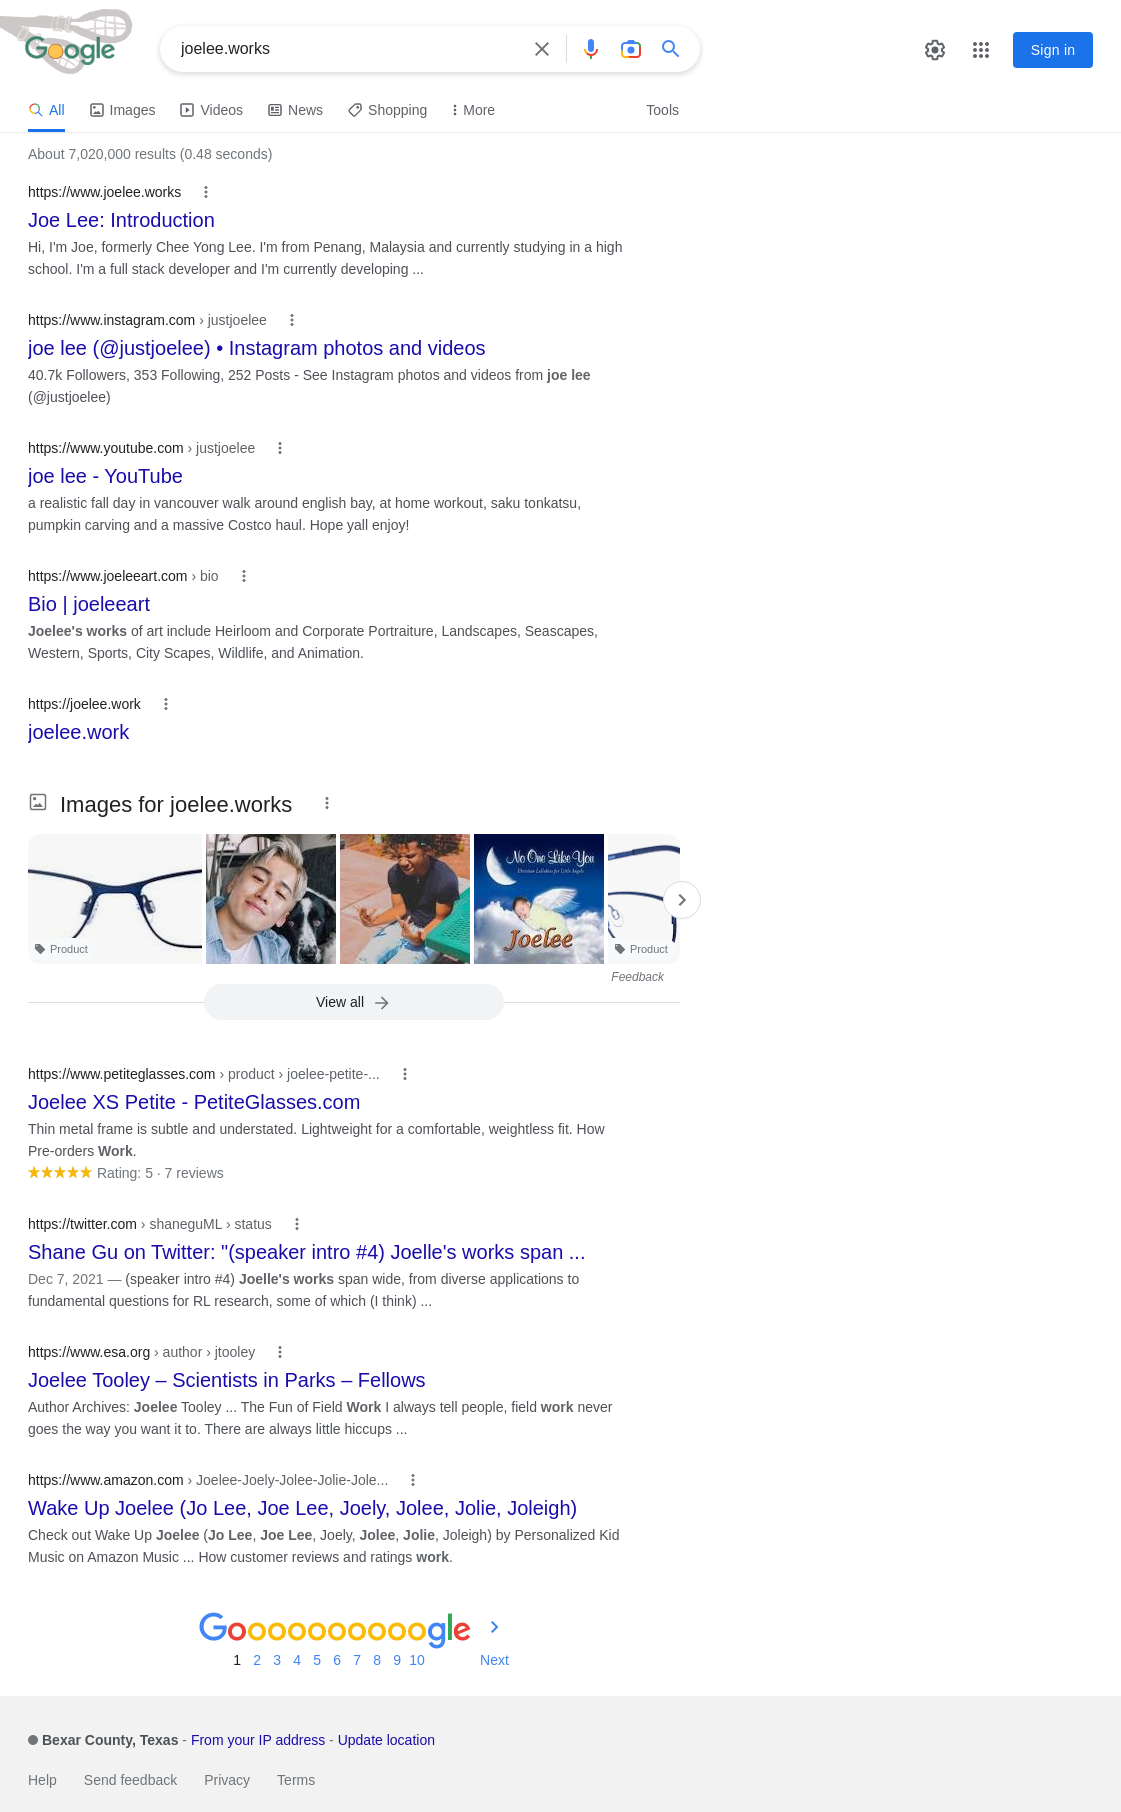 Google
joelee.works
Sign in
All
Images
Videos
News
Shopping
More
Tools
About 7,020,000 results (0.48 seconds)
https://www.joelee.works
Joe Lee: Introduction
Hi, I'm Joe, formerly Chee Yong Lee. I'm from Penang, Malaysia and currently studying in a high
school. I'm a full stack developer and I'm currently developing ...
https://www.instagram.com › justjoelee
joe lee (@justjoelee) • Instagram photos and videos
40.7k Followers, 353 Following, 252 Posts - See Instagram photos and videos from joe lee
(@justjoelee)
https://www.youtube.com › justjoelee
joe lee - YouTube
a realistic fall day in vancouver walk around english bay, at home workout, saku tonkatsu,
pumpkin carving and a massive Costco haul. Hope yall enjoy!
https://www.joeleeart.com › bio
Bio | joeleeart
Joelee's works of art include Heirloom and Corporate Portraiture, Landscapes, Seascapes,
Western, Sports, City Scapes, Wildlife, and Animation.
https://joelee.work
joelee.work
Images for joelee.works
No One Like You
Christian Lullabies for Little Angels
Joelee
Product
Product
Feedback
View all
https://www.petiteglasses.com › product › joelee-petite-...
Joelee XS Petite - PetiteGlasses.com
Thin metal frame is subtle and understated. Lightweight for a comfortable, weightless fit. How
Pre-orders Work.
Rating: 5 · 7 reviews
https://twitter.com › shaneguML › status
Shane Gu on Twitter: "(speaker intro #4) Joelle's works span ...
Dec 7, 2021 — (speaker intro #4) Joelle's works span wide, from diverse applications to
fundamental questions for RL research, some of which (I think) ...
https://www.esa.org › author › jtooley
Joelee Tooley – Scientists in Parks – Fellows
Author Archives: Joelee Tooley ... The Fun of Field Work I always tell people, field work never
goes the way you want it to. There are always little hiccups ...
https://www.amazon.com › Joelee-Joely-Jolee-Jolie-Jole...
Wake Up Joelee (Jo Lee, Joe Lee, Joely, Jolee, Jolie, Joleigh)
Check out Wake Up Joelee (Jo Lee, Joe Lee, Joely, Jolee, Jolie, Joleigh) by Personalized Kid
Music on Amazon Music ... How customer reviews and ratings work.
Goooooooooogle
1 2 3 4 5 6 7 8 9 10 Next
Bexar County, Texas - From your IP address - Update location
Help Send feedback Privacy Terms